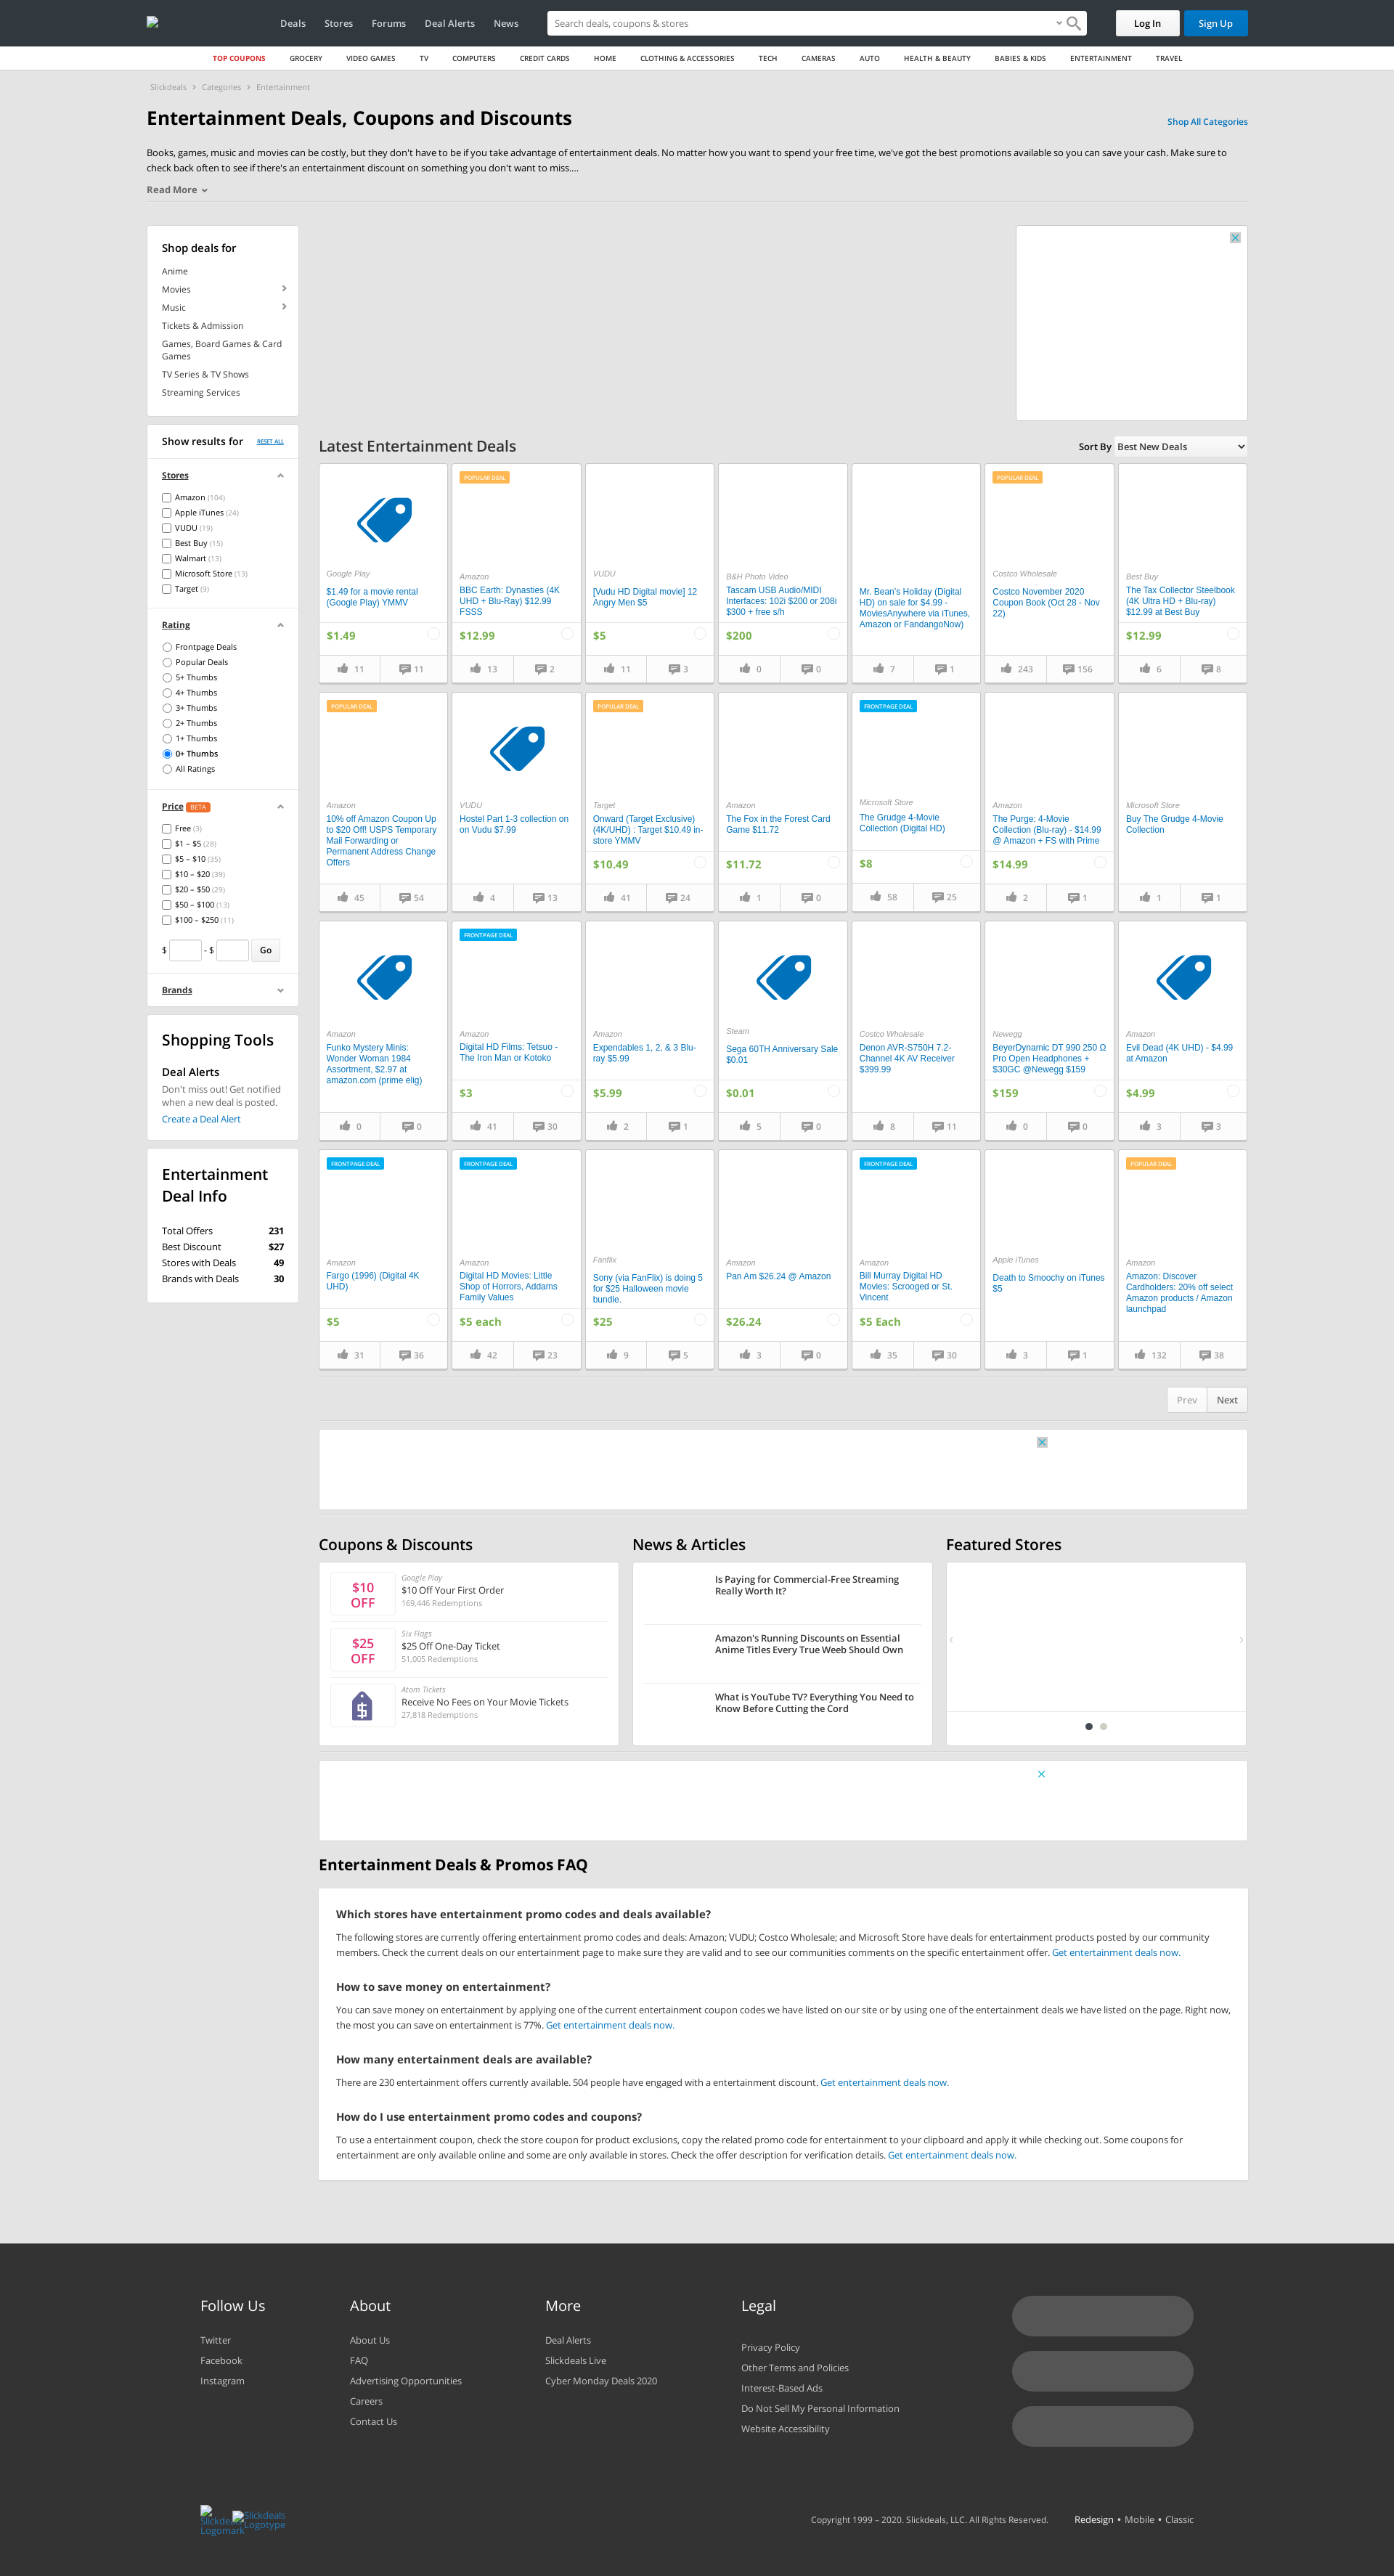 Deals
Stores
Forums
Deal Alerts
News
Search deals, coupons & stores
Log In
Sign Up
TOP COUPONS
GROCERY
VIDEO GAMES
TV
COMPUTERS
CREDIT CARDS
HOME
CLOTHING & ACCESSORIES
TECH
CAMERAS
AUTO
HEALTH & BEAUTY
BABIES & KIDS
ENTERTAINMENT
TRAVEL
Slickdeals › Categories › Entertainment
Entertainment Deals, Coupons and Discounts
Shop All Categories
Books, games, music and movies can be costly, but they don't have to be if you take advantage of entertainment deals. No matter how you want to spend your free time, we've got the best promotions available so you can save your cash. Make sure to
check back often to see if there's an entertainment discount on something you don't want to miss....
Read More
Shop deals for
Anime
Movies
Music
Tickets & Admission
Games, Board Games & Card
Games
TV Series & TV Shows
Streaming Services
Show results for
RESET ALL
Stores
Amazon (104)
Apple iTunes (24)
VUDU (19)
Best Buy (15)
Walmart (13)
Microsoft Store (13)
Target (9)
Rating
Frontpage Deals
Popular Deals
5+ Thumbs
4+ Thumbs
3+ Thumbs
2+ Thumbs
1+ Thumbs
0+ Thumbs
All Ratings
Price BETA
Free (3)
$1 – $5 (28)
$5 – $10 (35)
$10 – $20 (39)
$20 – $50 (29)
$50 – $100 (13)
$100 – $250 (11)
$ - $ Go
Brands
Shopping Tools
Deal Alerts
Don't miss out! Get notified
when a new deal is posted.
Create a Deal Alert
Entertainment
Deal Info
Total Offers 231
Best Discount $27
Stores with Deals 49
Brands with Deals 30
Latest Entertainment Deals
Sort By Best New Deals
Google Play
$1.49 for a movie rental
(Google Play) YMMV
$1.49
11 11
POPULAR DEAL
Amazon
BBC Earth: Dynasties (4K
UHD + Blu-Ray) $12.99
FSSS
$12.99
13 2
VUDU
[Vudu HD Digital movie] 12
Angry Men $5
$5
11 3
B&H Photo Video
Tascam USB Audio/MIDI
Interfaces: 102i $200 or 208i
$300 + free s/h
$200
0 0
Mr. Bean's Holiday (Digital
HD) on sale for $4.99 -
MoviesAnywhere via iTunes,
Amazon or FandangoNow)
7 1
POPULAR DEAL
Costco Wholesale
Costco November 2020
Coupon Book (Oct 28 - Nov
22)
243 156
Best Buy
The Tax Collector Steelbook
(4K Ultra HD + Blu-ray)
$12.99 at Best Buy
$12.99
6 8
POPULAR DEAL
Amazon
10% off Amazon Coupon Up
to $20 Off! USPS Temporary
Mail Forwarding or
Permanent Address Change
Offers
45 54
VUDU
Hostel Part 1-3 collection on
on Vudu $7.99
4 13
POPULAR DEAL
Target
Onward (Target Exclusive)
(4K/UHD) : Target $10.49 in-
store YMMV
$10.49
41 24
Amazon
The Fox in the Forest Card
Game $11.72
$11.72
1 0
FRONTPAGE DEAL
Microsoft Store
The Grudge 4-Movie
Collection (Digital HD)
$8
58 25
Amazon
The Purge: 4-Movie
Collection (Blu-ray) - $14.99
@ Amazon + FS with Prime
$14.99
2 1
Microsoft Store
Buy The Grudge 4-Movie
Collection
1 1
Amazon
Funko Mystery Minis:
Wonder Woman 1984
Assortment, $2.97 at
amazon.com (prime elig)
0 0
FRONTPAGE DEAL
Amazon
Digital HD Films: Tetsuo -
The Iron Man or Kotoko
$3
41 30
Amazon
Expendables 1, 2, & 3 Blu-
ray $5.99
$5.99
2 1
Steam
Sega 60TH Anniversary Sale
$0.01
$0.01
5 0
Costco Wholesale
Denon AVR-S750H 7.2-
Channel 4K AV Receiver
$399.99
8 11
Newegg
BeyerDynamic DT 990 250 Ω
Pro Open Headphones +
$30GC @Newegg $159
$159
0 0
Amazon
Evil Dead (4K UHD) - $4.99
at Amazon
$4.99
3 3
FRONTPAGE DEAL
Amazon
Fargo (1996) (Digital 4K
UHD)
$5
31 36
FRONTPAGE DEAL
Amazon
Digital HD Movies: Little
Shop of Horrors, Addams
Family Values
$5 each
42 23
Fanflix
Sony (via FanFlix) is doing 5
for $25 Halloween movie
bundle.
$25
9 5
Amazon
Pan Am $26.24 @ Amazon
$26.24
3 0
FRONTPAGE DEAL
Amazon
Bill Murray Digital HD
Movies: Scrooged or St.
Vincent
$5 Each
35 30
Apple iTunes
Death to Smoochy on iTunes
$5
3 1
POPULAR DEAL
Amazon
Amazon: Discover
Cardholders: 20% off select
Amazon products / Amazon
launchpad
132 38
Prev Next
Coupons & Discounts
$10
OFF
Google Play
$10 Off Your First Order
169,446 Redemptions
$25
OFF
Six Flags
$25 Off One-Day Ticket
51,005 Redemptions
Atom Tickets
Receive No Fees on Your Movie Tickets
27,818 Redemptions
News & Articles
Is Paying for Commercial-Free Streaming
Really Worth It?
Amazon's Running Discounts on Essential
Anime Titles Every True Weeb Should Own
What is YouTube TV? Everything You Need to
Know Before Cutting the Cord
Featured Stores
Entertainment Deals & Promos FAQ
Which stores have entertainment promo codes and deals available?
The following stores are currently offering entertainment promo codes and deals: Amazon; VUDU; Costco Wholesale; and Microsoft Store have deals for entertainment products posted by our community
members. Check the current deals on our entertainment page to make sure they are valid and to see our communities comments on the specific entertainment offer. Get entertainment deals now.
How to save money on entertainment?
You can save money on entertainment by applying one of the current entertainment coupon codes we have listed on our site or by using one of the entertainment deals we have listed on the page. Right now,
the most you can save on entertainment is 77%. Get entertainment deals now.
How many entertainment deals are available?
There are 230 entertainment offers currently available. 504 people have engaged with a entertainment discount. Get entertainment deals now.
How do I use entertainment promo codes and coupons?
To use a entertainment coupon, check the store coupon for product exclusions, copy the related promo code for entertainment to your clipboard and apply it while checking out. Some coupons for
entertainment are only available online and some are only available in stores. Check the offer description for verification details. Get entertainment deals now.
Follow Us
Twitter
Facebook
Instagram
About
About Us
FAQ
Advertising Opportunities
Careers
Contact Us
More
Deal Alerts
Slickdeals Live
Cyber Monday Deals 2020
Legal
Privacy Policy
Other Terms and Policies
Interest-Based Ads
Do Not Sell My Personal Information
Website Accessibility
Slickdeals
Logomark
Slickdeals
Logotype
Copyright 1999 – 2020. Slickdeals, LLC. All Rights Reserved.
Redesign • Mobile • Classic